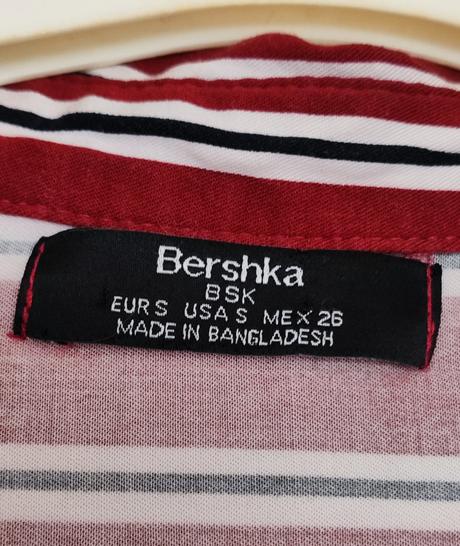 Bershka
BSK
EUR S USA S MEX 26
MADE IN BANGLADESH